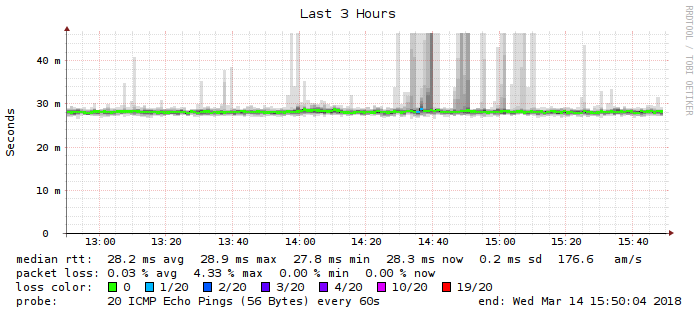 Last 3 Hours
RRDTOOL / TOBI OETIKER
Seconds
40 m
30 m
20 m
10 m
0
13:00 13:20 13:40 14:00 14:20 14:40 15:00 15:20 15:40
median rtt: 28.2 ms avg 28.9 ms max 27.8 ms min 28.3 ms now 0.2 ms sd 176.6 am/s
packet loss: 0.03 % avg 4.33 % max 0.00 % min 0.00 % now
loss color: 0 1/20 2/20 3/20 4/20 10/20 19/20
probe: 20 ICMP Echo Pings (56 Bytes) every 60s end: Wed Mar 14 15:50:04 2018